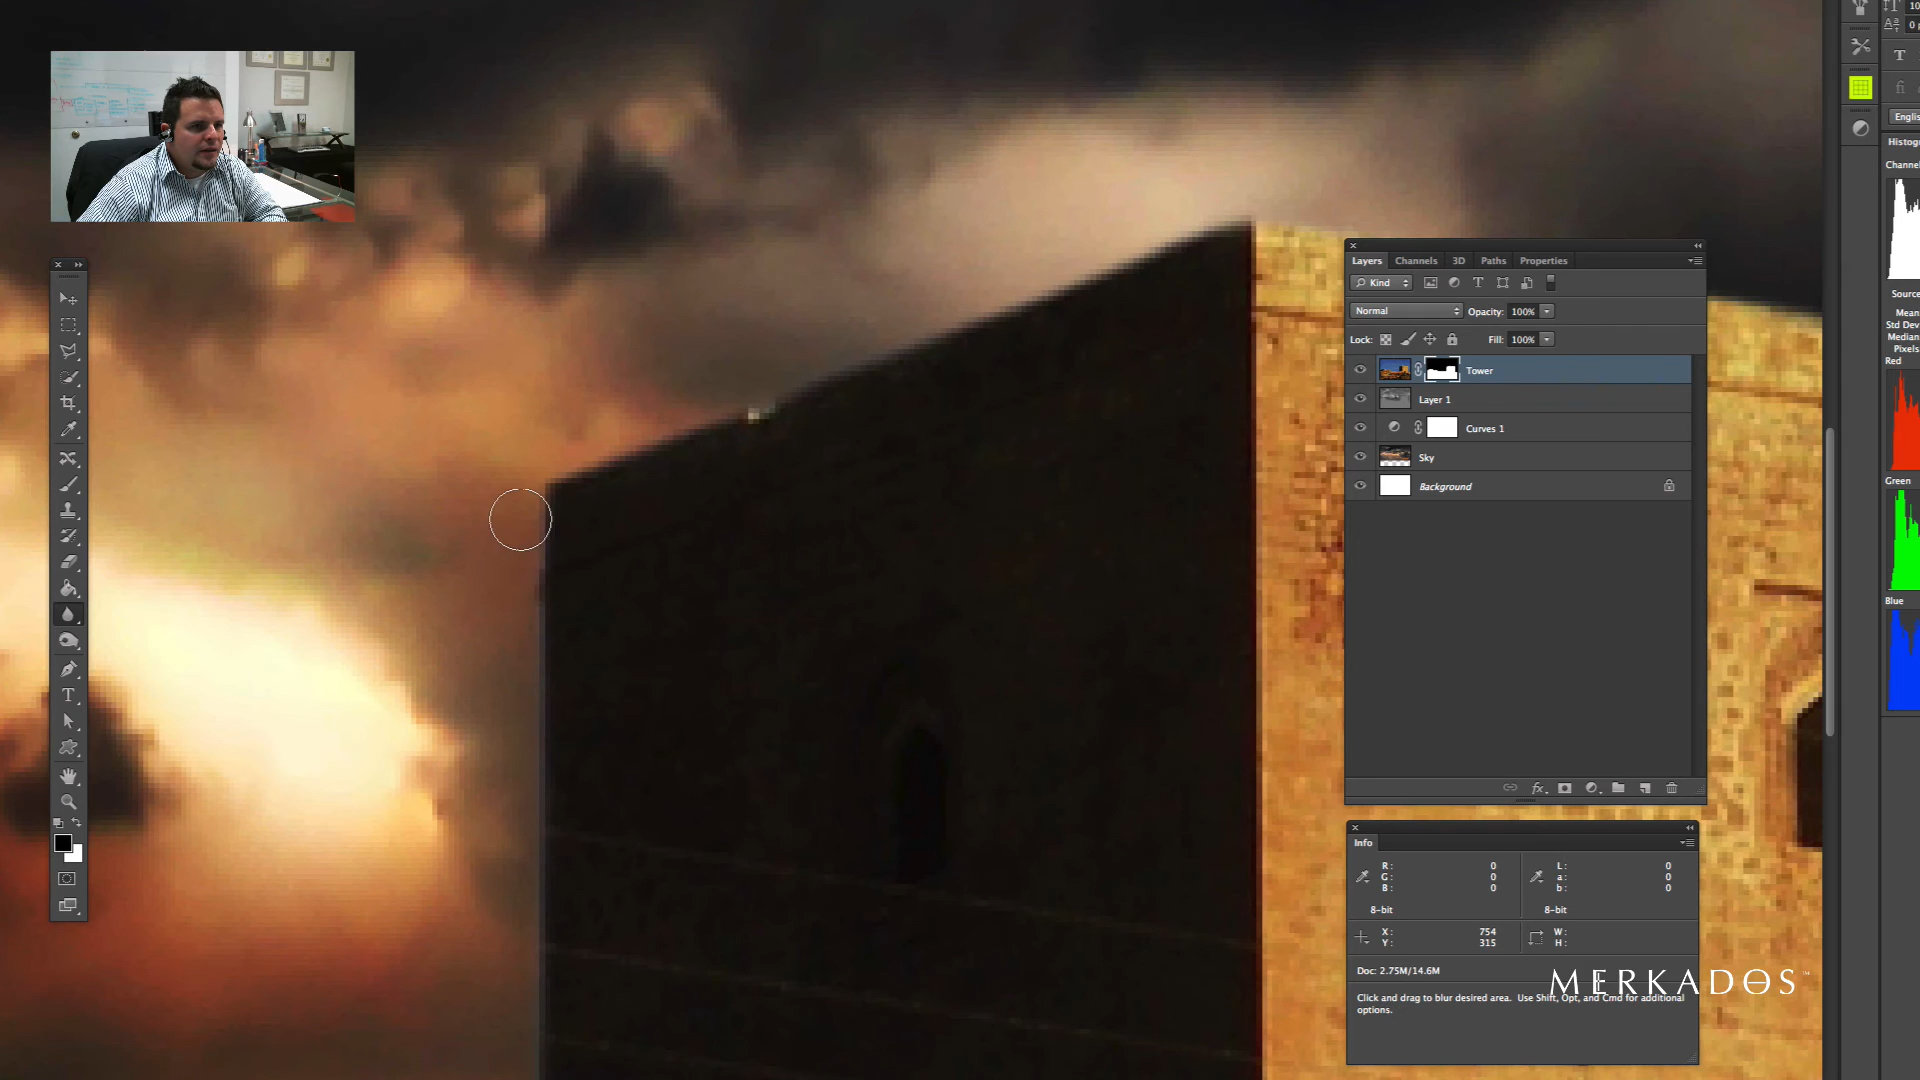 Layers Channels 3D Paths Properties
Kind
Normal Opacity: 100%
Lock: Fill: 100%
Tower
Layer 1
Curves 1
Sky
Background
Info
R: 0 L: 0
G: 0 a: 0
B: 0 b: 0
8-bit 8-bit
X: 754 W:
Y: 315 H:
Doc: 2.75M/14.6M
Click and drag to blur desired area. Use Shift, Opt, and Cmd for additional
options.
MERKADOS
T
Englis
Histog
Channel
Source
Mean
Std Dev
Median
Pixels
Red
Green
Blue